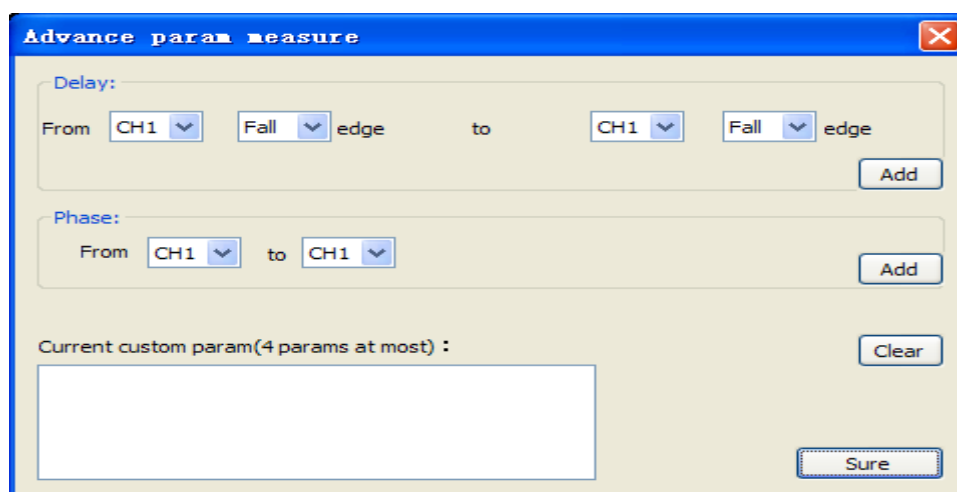 Advance param measure
Delay:
From CH1 Fall edge to CH1 Fall edge
Add
Phase:
From CH1 to CH1
Add
Current custom param(4 params at most)：
Clear
Sure